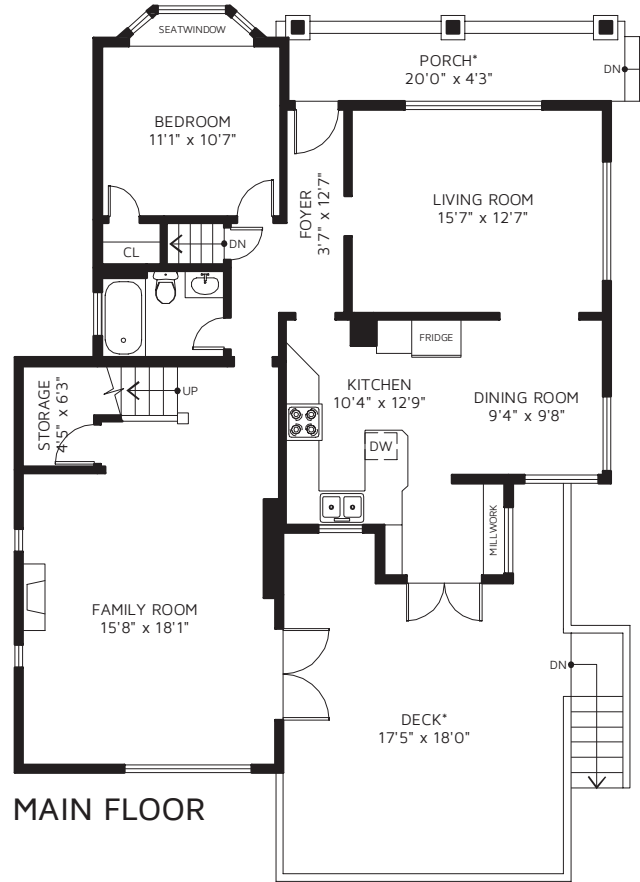 SEATWINDOW
PORCH*
20'0" x 4'3"
DN
BEDROOM
11'1" x 10'7"
LIVING ROOM
15'7" x 12'7"
FOYER
3'7" x 12'7"
DN
CL
FRIDGE
UP
KITCHEN
10'4" x 12'9"
DINING ROOM
9'4" x 9'8"
STORAGE
4'5" x 6'3"
DW
MILLWORK
FAMILY ROOM
15'8" x 18'1"
DN
DECK*
17'5" x 18'0"
MAIN FLOOR